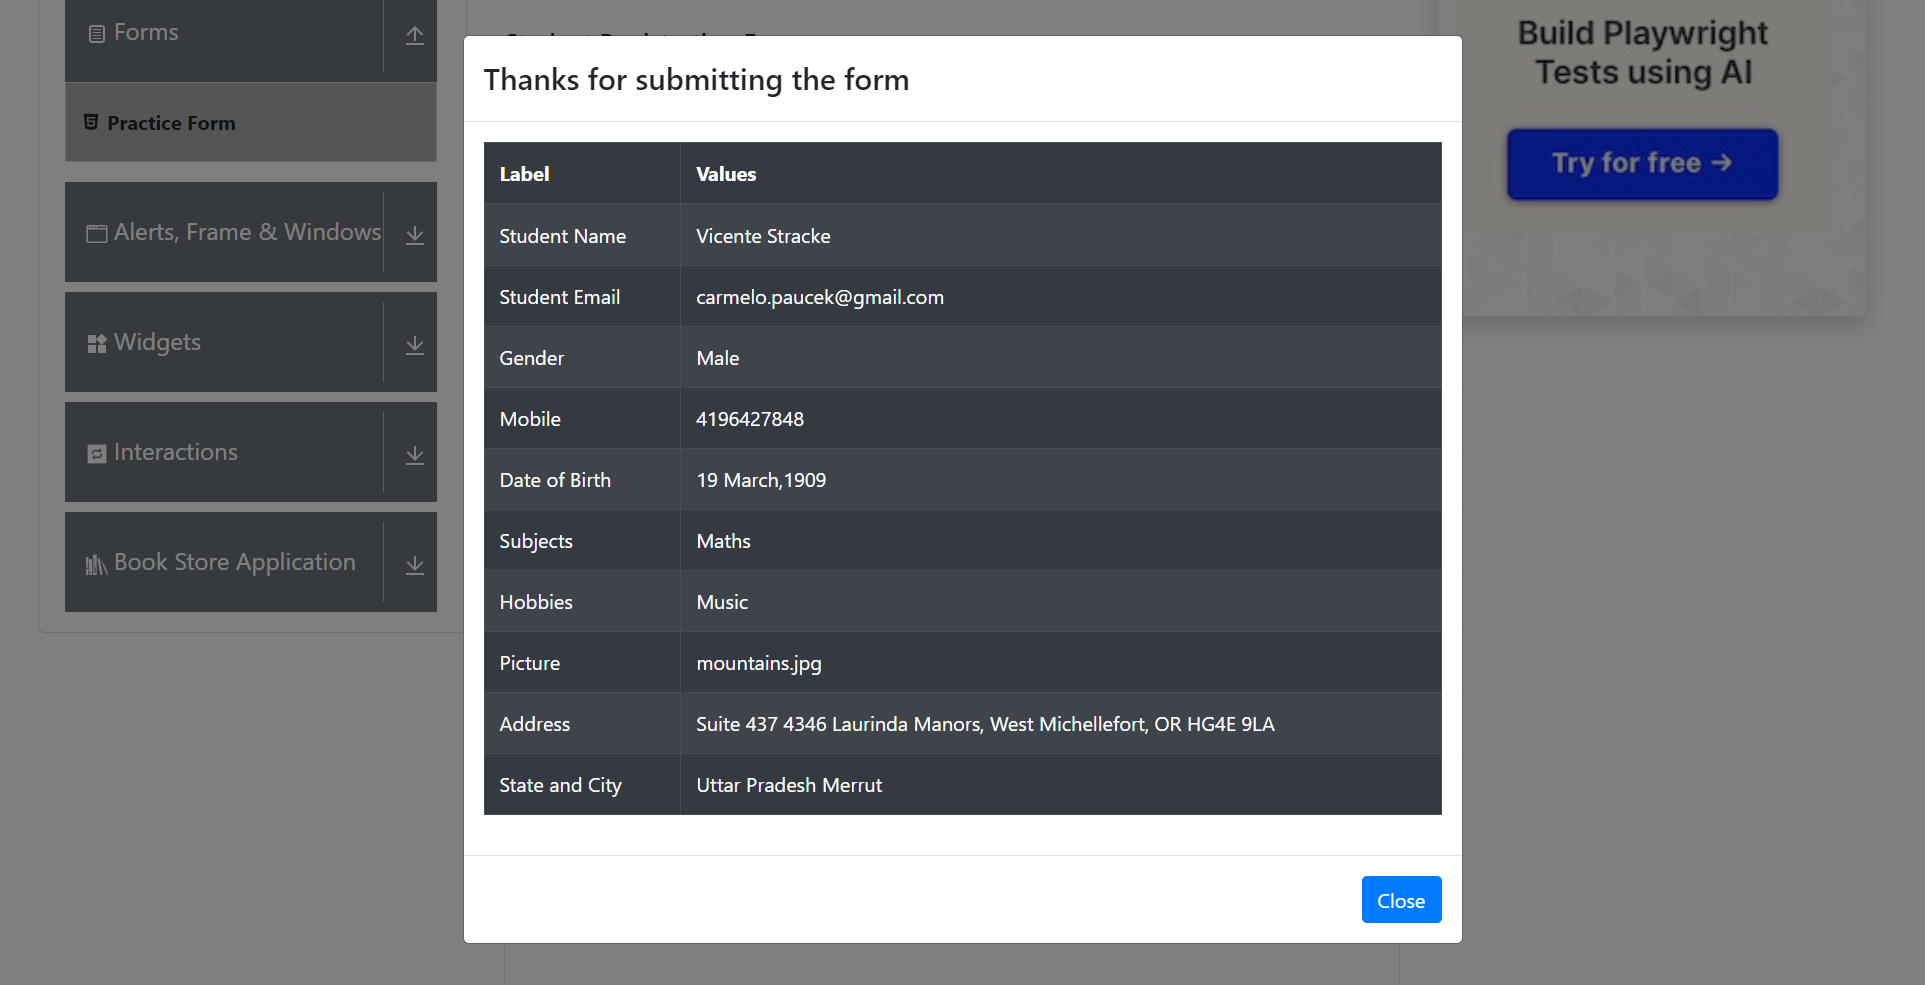 Forms
Practice Form
Alerts, Frame & Windows
Widgets
Interactions
Book Store Application
Thanks for submitting the form
Label Values
Student Name Vicente Stracke
Student Email carmelo.paucek@gmail.com
Gender Male
Mobile 4196427848
Date of Birth 19 March,1909
Subjects Maths
Hobbies Music
Picture mountains.jpg
Address Suite 437 4346 Laurinda Manors, West Michellefort, OR HG4E 9LA
State and City Uttar Pradesh Merrut
Close
Build Playwright
Tests using AI
Try for free →